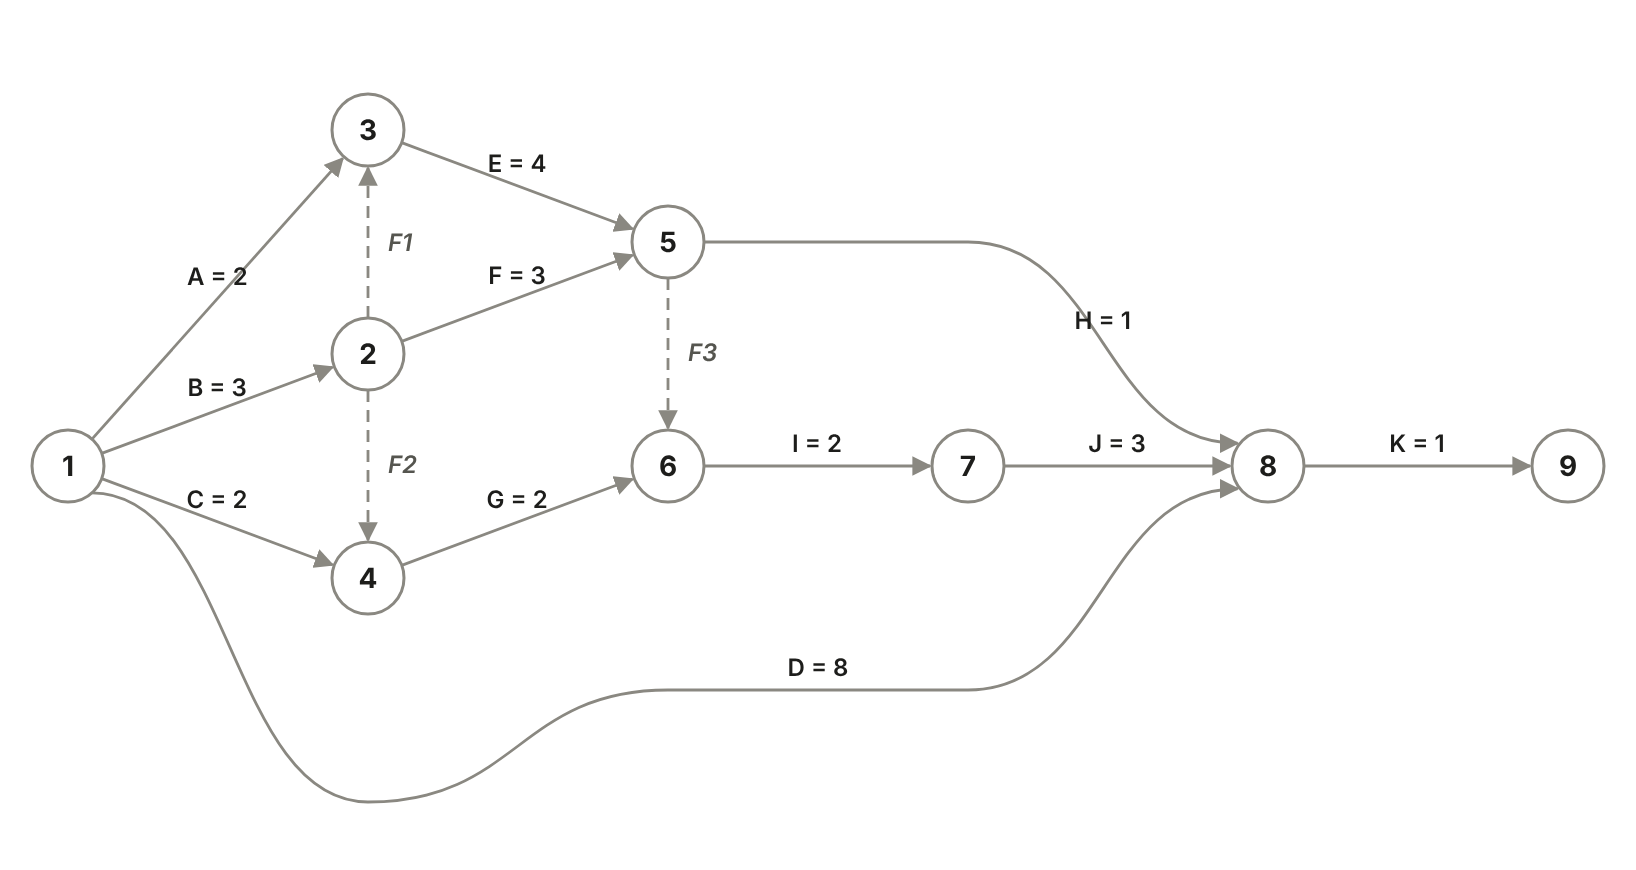 3
E = 4
5
F1
A = 2
F = 3
H = 1
2
F3
B = 3
1
C = 2
F2
G = 2
6
I = 2
7
J = 3
8
K = 1
9
4
D = 8